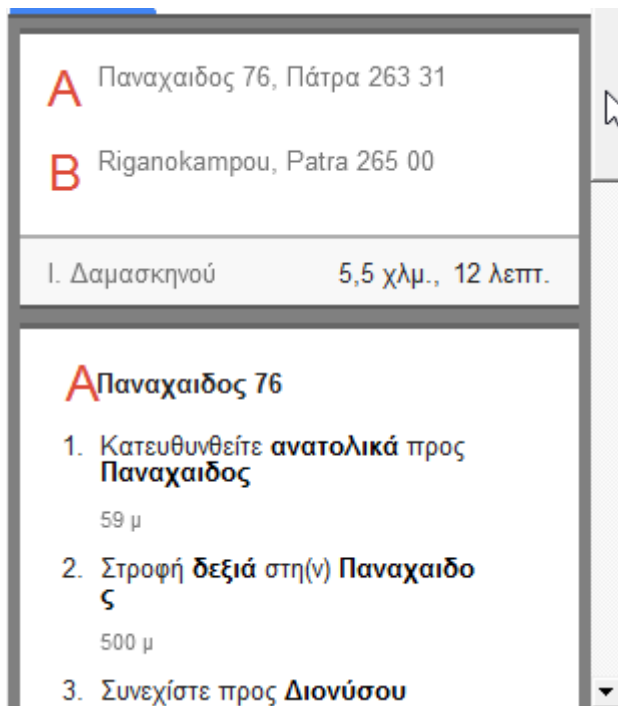 A Παναχαιδος 76, Πάτρα 263 31
B Riganokampou, Patra 265 00
Ι. Δαμασκηνού 5,5 χλμ., 12 λεπτ.
A Παναχαιδος 76
1. Κατευθυνθείτε ανατολικά προς
Παναχαιδος
59 μ
2. Στροφή δεξιά στη(ν) Παναχαιδο
ς
500 μ
3. Συνεχίστε προς Διονύσου